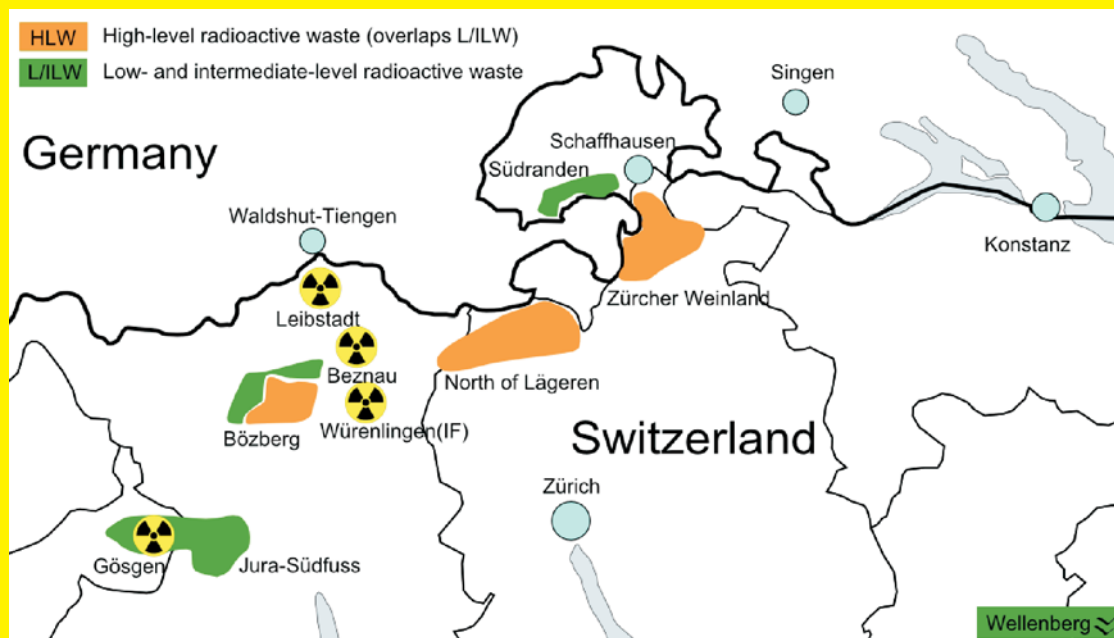 HLW High-level radioactive waste (overlaps L/ILW)
L/ILW Low- and intermediate-level radioactive waste
Singen
Germany
Schaffhausen
Südranden
Waldshut-Tiengen
Konstanz
Zürcher Weinland
Leibstadt
Beznau
North of Lägeren
Bözberg
Würenlingen(IF)
Switzerland
Zürich
Gösgen
Jura-Südfuss
Wellenberg